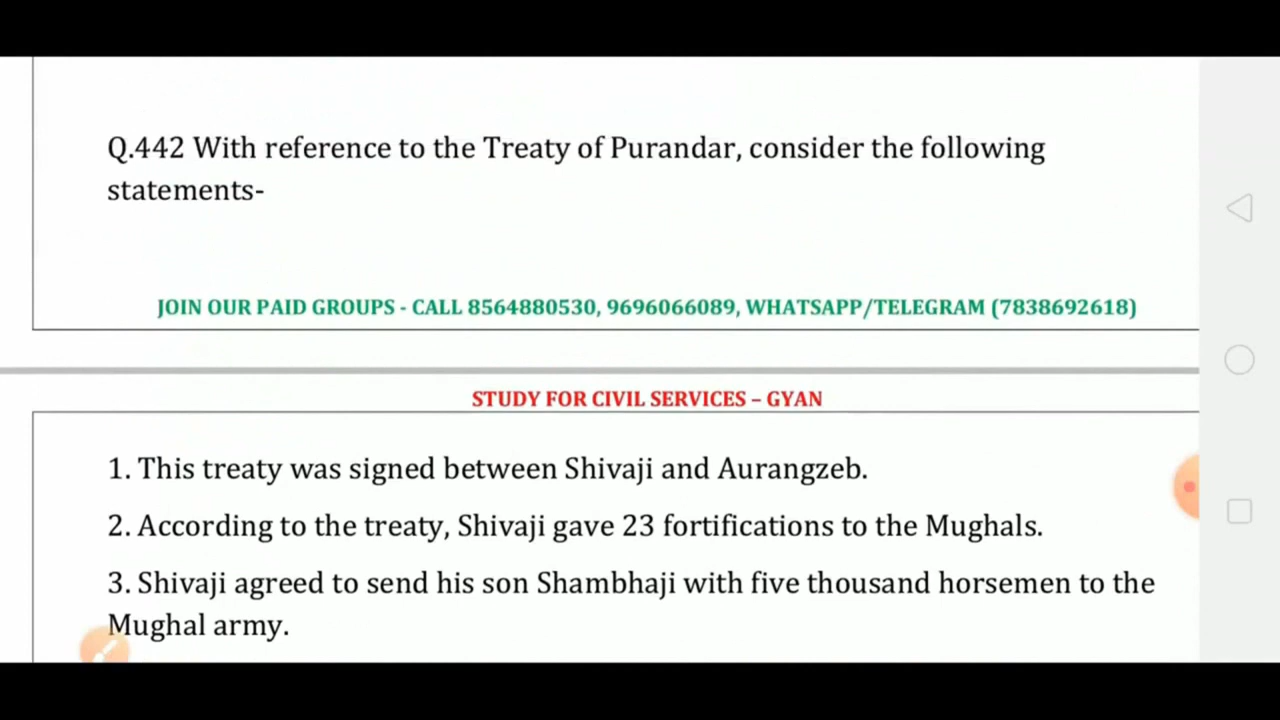 Q.442 With reference to the Treaty of Purandar, consider the following
statements-
JOIN OUR PAID GROUPS - CALL 8564880530, 9696066089, WHATSAPP/TELEGRAM (7838692618)
STUDY FOR CIVIL SERVICES – GYAN
1. This treaty was signed between Shivaji and Aurangzeb.
2. According to the treaty, Shivaji gave 23 fortifications to the Mughals.
3. Shivaji agreed to send his son Shambhaji with five thousand horsemen to the
Mughal army.